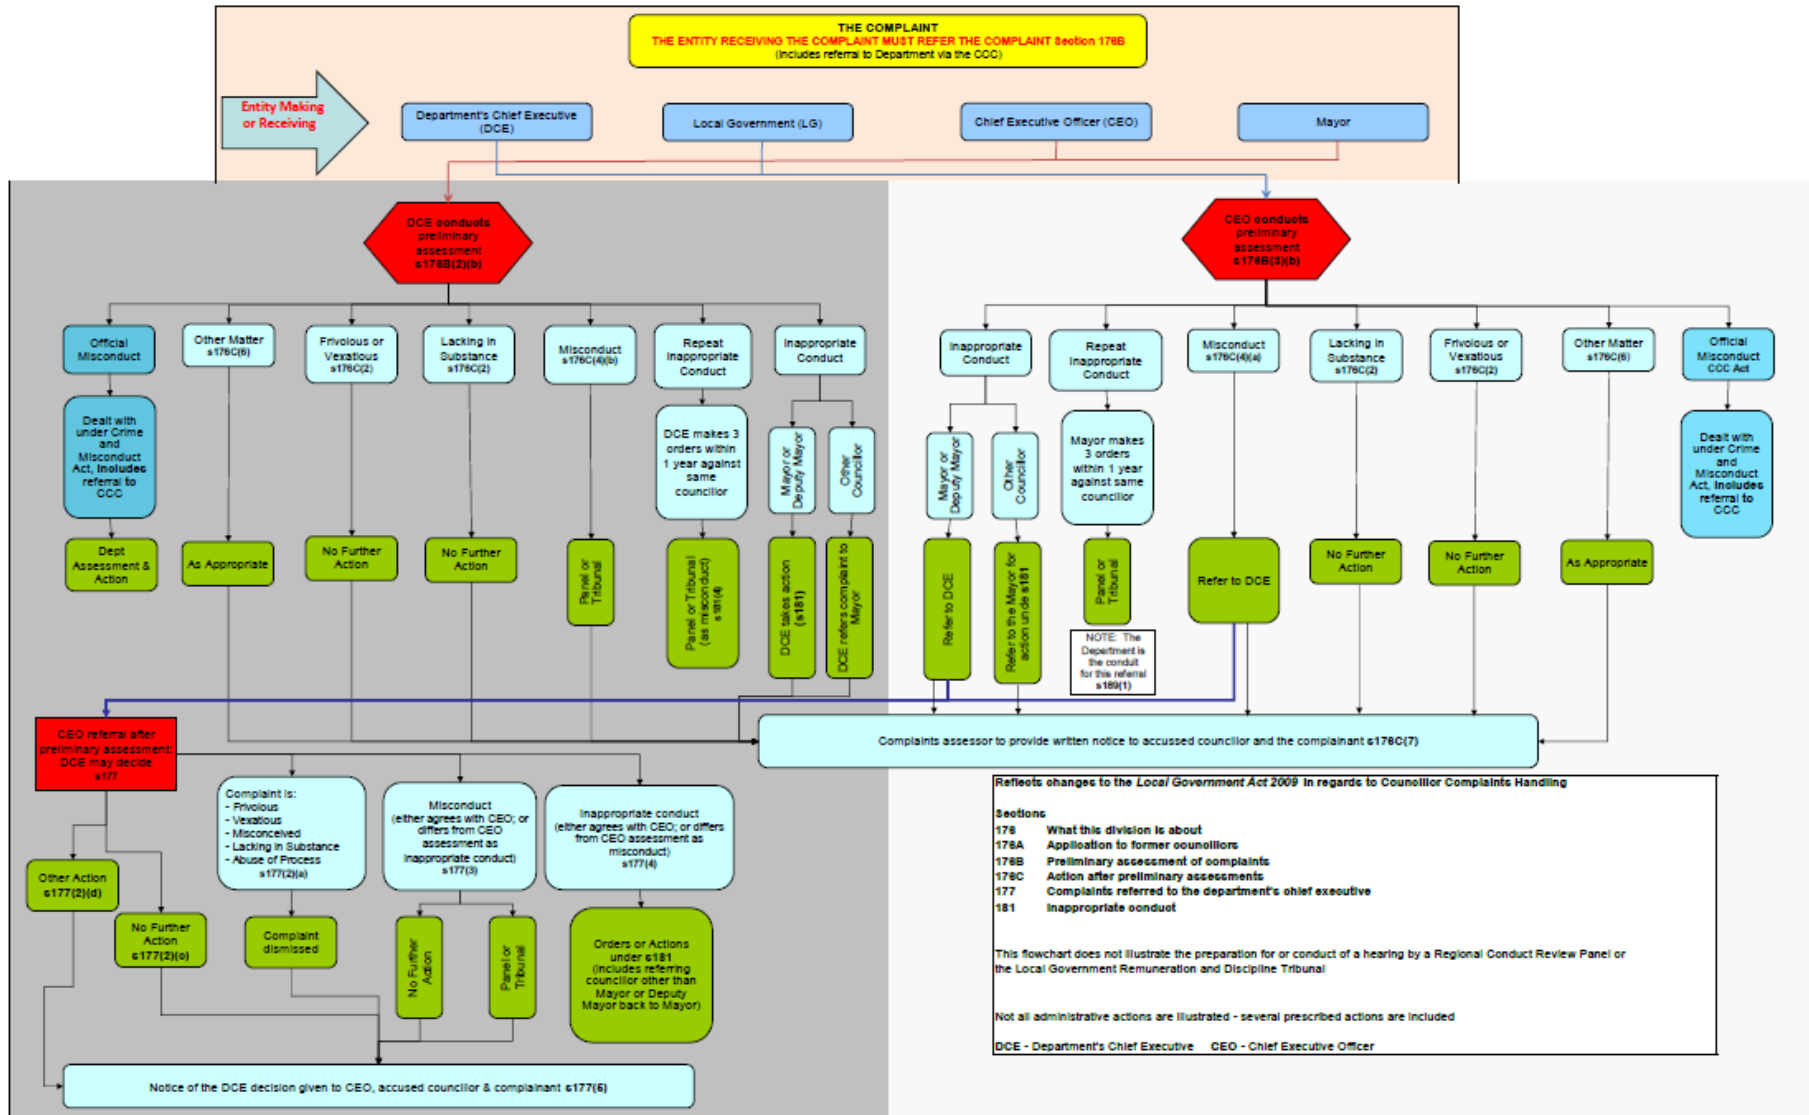 THE COMPLAINT
THE ENTITY RECEIVING THE COMPLAINT MUST REFER THE COMPLAINT Section 176B
(includes referral to Department via the CCC)
Entity Making
or Receiving
Department's Chief Executive
(DCE)
Local Government (LG)
Chief Executive Officer (CEO)
Mayor
DCE conducts
preliminary
assessment
s176B(2)(b)
CEO conducts
preliminary
assessment
s176B(3)(b)
Official
Misconduct
Other Matter
s176C(6)
Frivolous or
Vexatious
s176C(2)
Lacking in
Substance
s176C(2)
Misconduct
s176C(4)(b)
Repeat
Inappropriate
Conduct
Inappropriate
Conduct
Inappropriate
Conduct
Repeat
Inappropriate
Conduct
Misconduct
s176C(4)(a)
Lacking in
Substance
s176C(2)
Frivolous or
Vexatious
s176C(2)
Other Matter
s176C(6)
Official
Misconduct
CCC Act
Dealt with
under Crime
and
Misconduct
Act, includes
referral to
CCC
DCE makes 3
orders within
1 year against
same
councillor
Mayor or
Deputy Mayor
Other
Councillor
Mayor or
Deputy Mayor
Other
Councillor
Mayor makes
3 orders
within 1 year
against same
councillor
Dealt with
under Crime
and
Misconduct
Act, includes
referral to
CCC
Dept
Assessment &
Action
As Appropriate
No Further
Action
No Further
Action
Panel or
Tribunal
Panel or Tribunal
(as misconduct)
s181(4)
DCE takes action
(s181)
DCE refers complaint to
Mayor
Refer to DCE
Refer to the Mayor for
action unde s181
Panel or
Tribunal
Refer to DCE
No Further
Action
No Further
Action
As Appropriate
NOTE: The
Department is
the conduit
for this referral
s189(1)
CEO referral after
preliminary assessment:
DCE may decide
s177
Complaints assessor to provide written notice to accussed councillor and the complainant s176C(7)
Complaint is:
- Frivolous
- Vexatious
- Misconceived
- Lacking in Substance
- Abuse of Process
s177(2)(a)
Misconduct
(either agrees with CEO; or
differs from CEO
assessment as
inappropriate conduct)
s177(3)
Inappropriate conduct
(either agrees with CEO; or differs
from CEO assessment as
misconduct)
s177(4)
Other Action
s177(2)(d)
No Further
Action
s177(2)(c)
Complaint
dismissed
No Further
Action
Panel or
Tribunal
Orders or Actions
under s181
(includes referring
councillor other than
Mayor or Deputy
Mayor back to Mayor)
Notice of the DCE decision given to CEO, accused councillor & complainant s177(5)
Reflects changes to the Local Government Act 2009 in regards to Councillor Complaints Handling
Sections
176 What this division is about
176A Application to former councillors
176B Preliminary assessment of complaints
176C Action after preliminary assessments
177 Complaints referred to the department's chief executive
181 Inappropriate conduct
This flowchart does not illustrate the preparation for or conduct of a hearing by a Regional Conduct Review Panel or
the Local Government Remuneration and Discipline Tribunal
Not all administrative actions are illustrated - several prescribed actions are included
DCE - Department's Chief Executive CEO - Chief Executive Officer